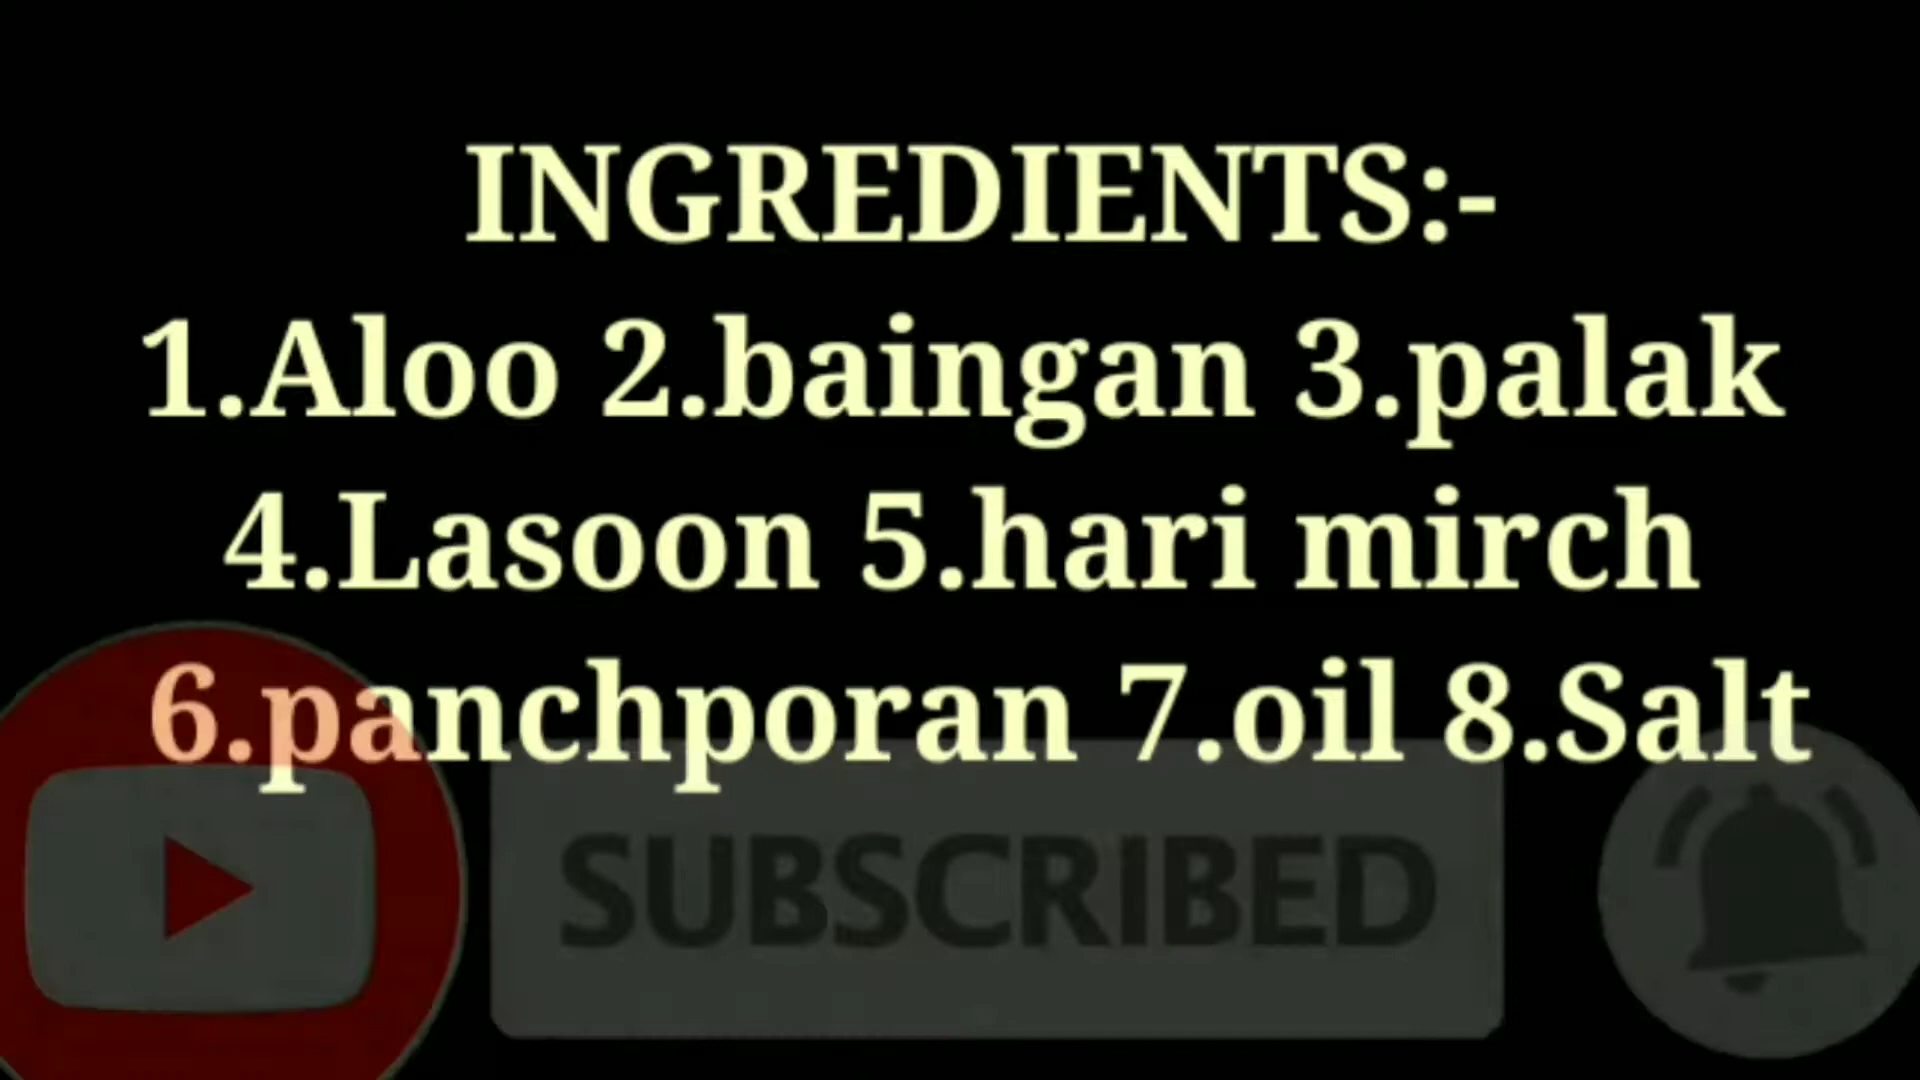 INGREDIENTS:-
1.Aloo 2.baingan 3.palak
4.Lasoon 5.hari mirch
6.panchporan 7.oil 8.Salt
SUBSCRIBED